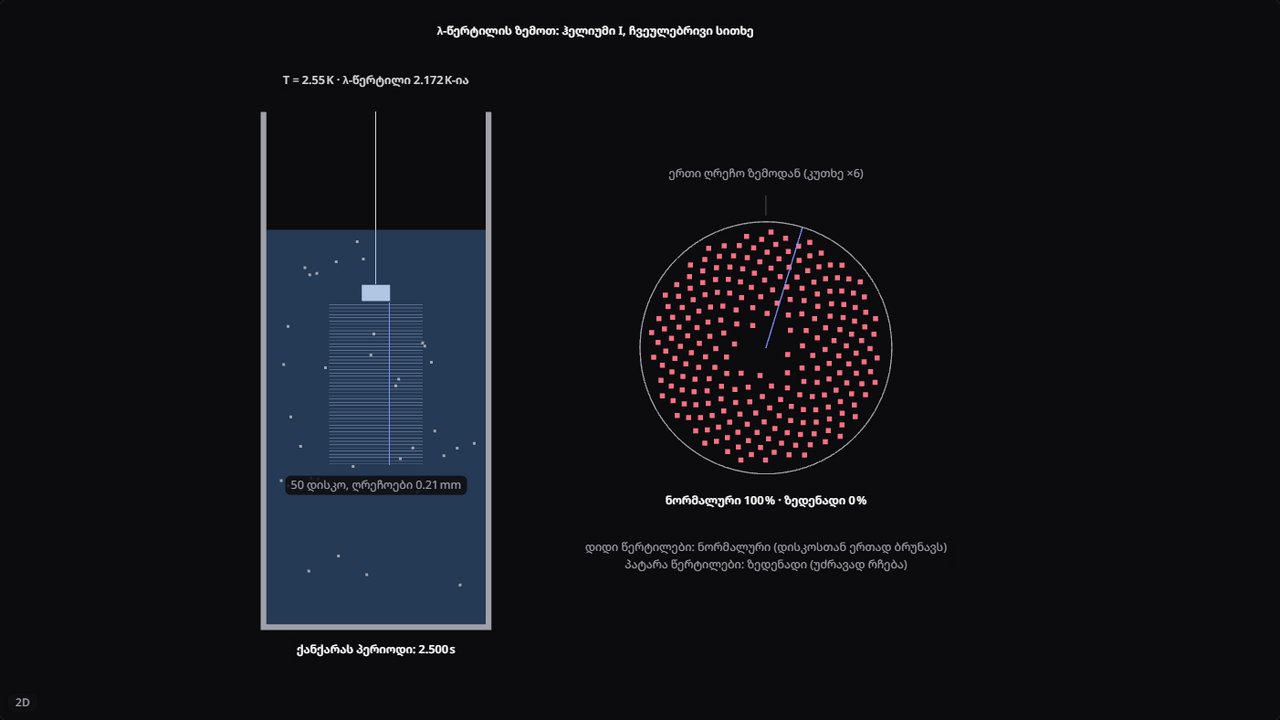 λ-წერტილის ზემოთ: ჰელიუმი I, ჩვეულებრივი სითხე
T = 2.55 K · λ-წერტილი 2.172 K-ია
ერთი ღრეჩო ზემოდან (კუთხე ×6)
50 დისკო, ღრეჩოები 0.21 mm
ნორმალური 100 % · ზედენადი 0 %
დიდი წერტილები: ნორმალური (დისკოსთან ერთად ბრუნავს)
პატარა წერტილები: ზედენადი (უძრავად რჩება)
ქანქარას პერიოდი: 2.500 s
2D